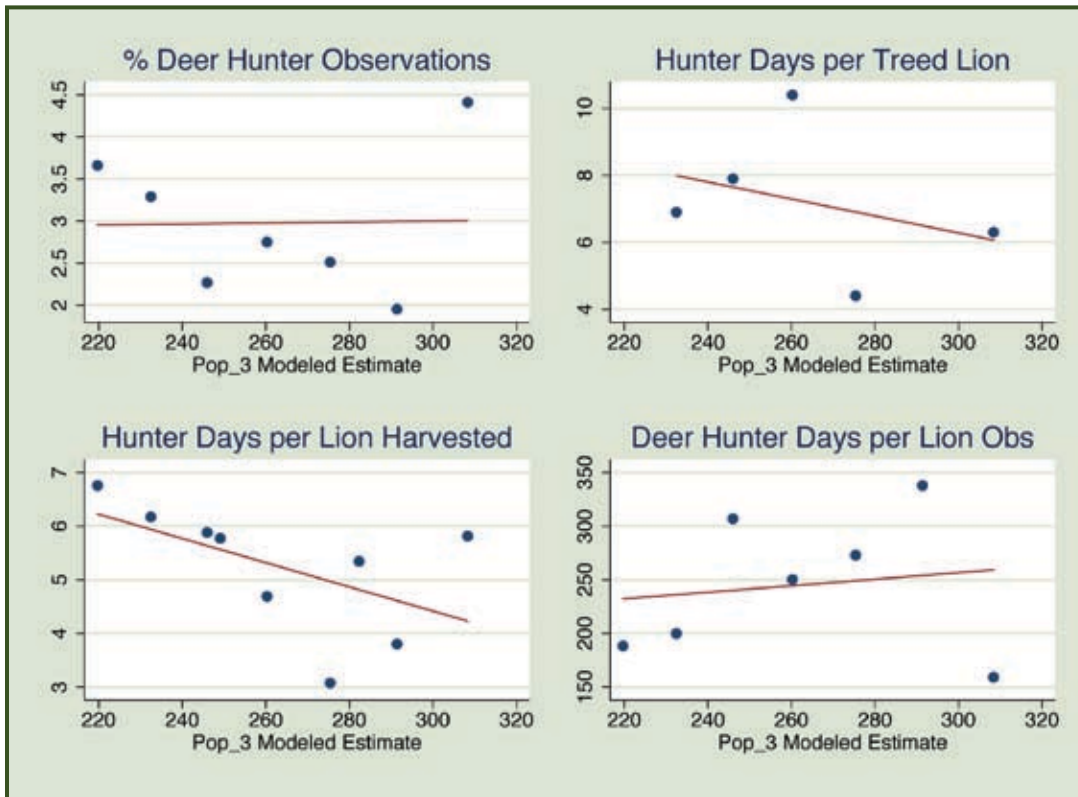 % Deer Hunter Observations
4.5
4
3.5
3
2.5
2
220 240 260 280 300 320
Pop_3 Modeled Estimate
Hunter Days per Treed Lion
10
8
6
4
220 240 260 280 300 320
Pop_3 Modeled Estimate
Hunter Days per Lion Harvested
7
6
5
4
3
220 240 260 280 300 320
Pop_3 Modeled Estimate
Deer Hunter Days per Lion Obs
350
300
250
200
150
220 240 260 280 300 320
Pop_3 Modeled Estimate